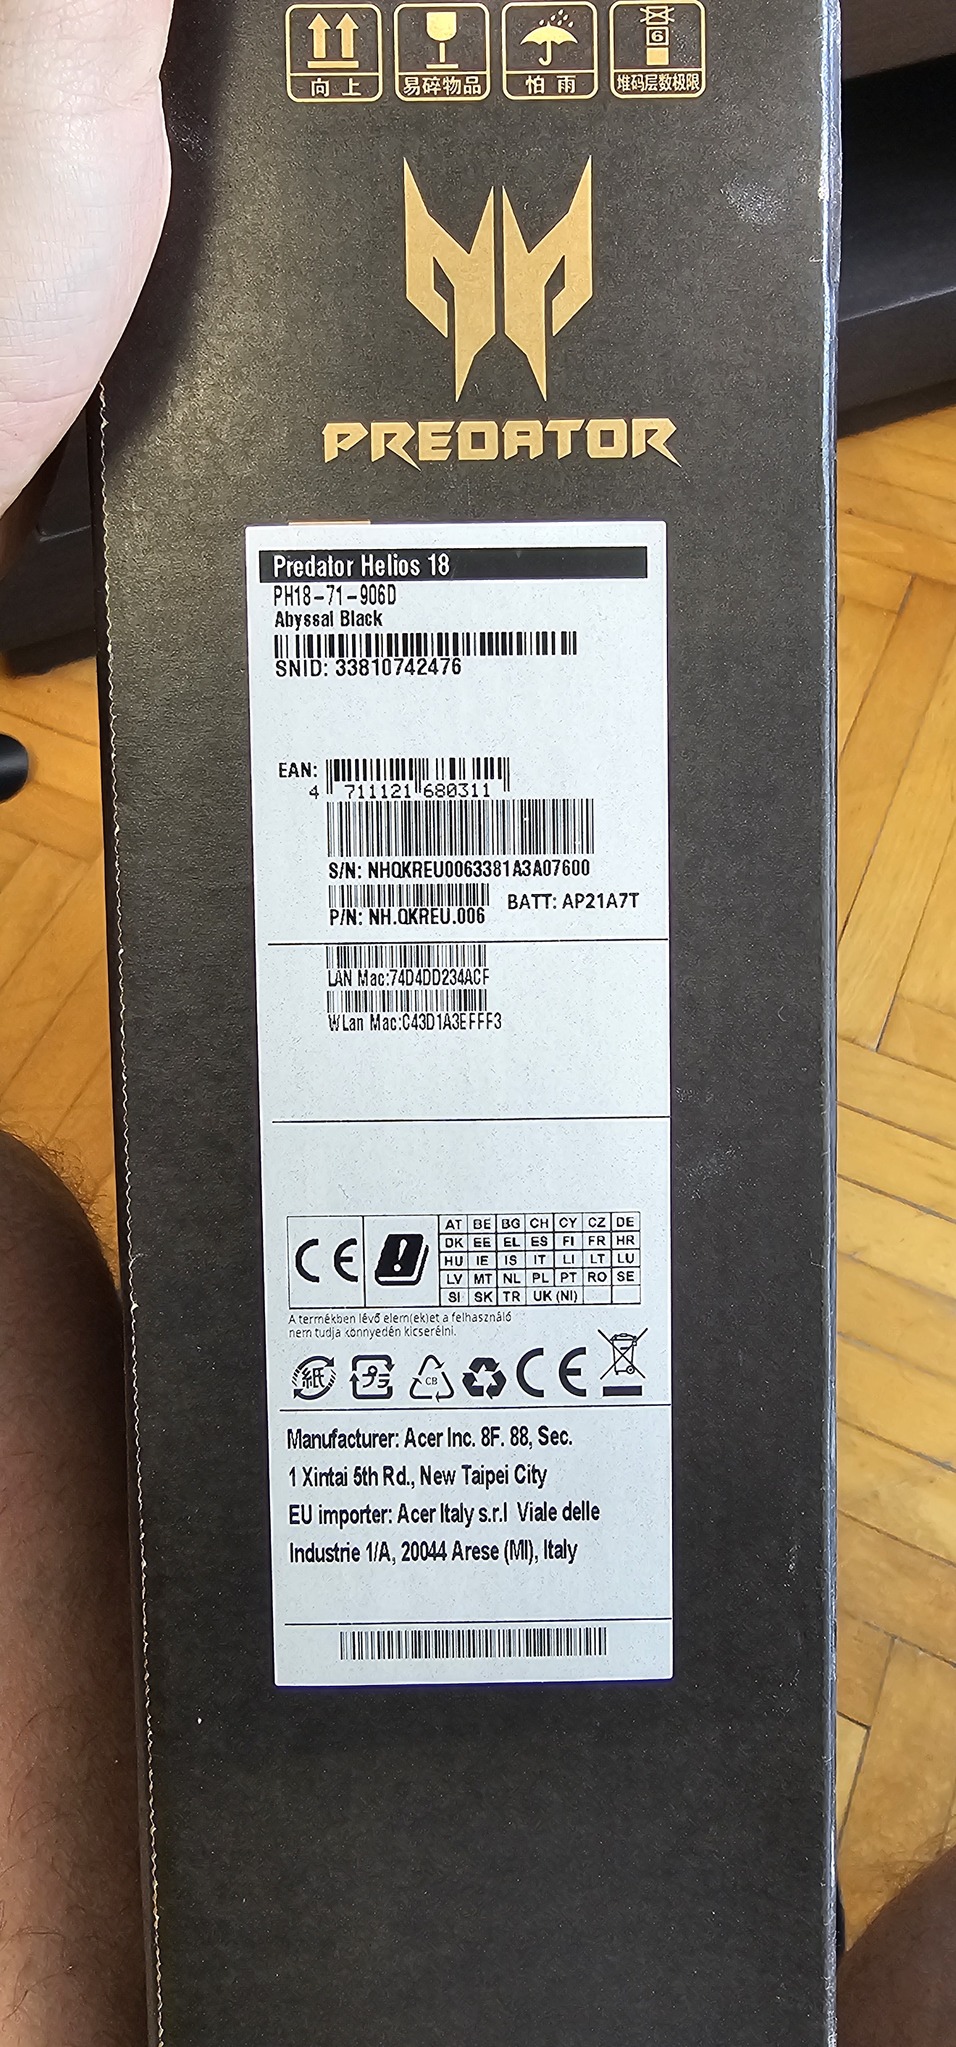 6
向上 易碎物品 怕雨 堆码层数极限
PREDATOR
Predator Helios 18
PH18-71-906D
Abyssal Black
SNID: 33810742476
EAN:
4 711121 680311
S/N: NHQKREU0063381A3A07600
P/N: NH.QKREU.006 BATT: AP21A7T
LAN Mac:74D4DD234ACF
WLan Mac:C43D1A3EFFF3
CE AT BE BG CH CY CZ DE
DK EE EL ES FI FR HR
HU IE IS IT LI LT LU
LV MT NL PL PT RO SE
SI SK TR UK (NI)
A termékben lévő elem(ek)et a felhasználó
nem tudja könnyedén kicserélni.
紙 プラ CB CE
Manufacturer: Acer Inc. 8F. 88, Sec.
1 Xintai 5th Rd., New Taipei City
EU importer: Acer Italy s.r.l Viale delle
Industrie 1/A, 20044 Arese (MI), Italy